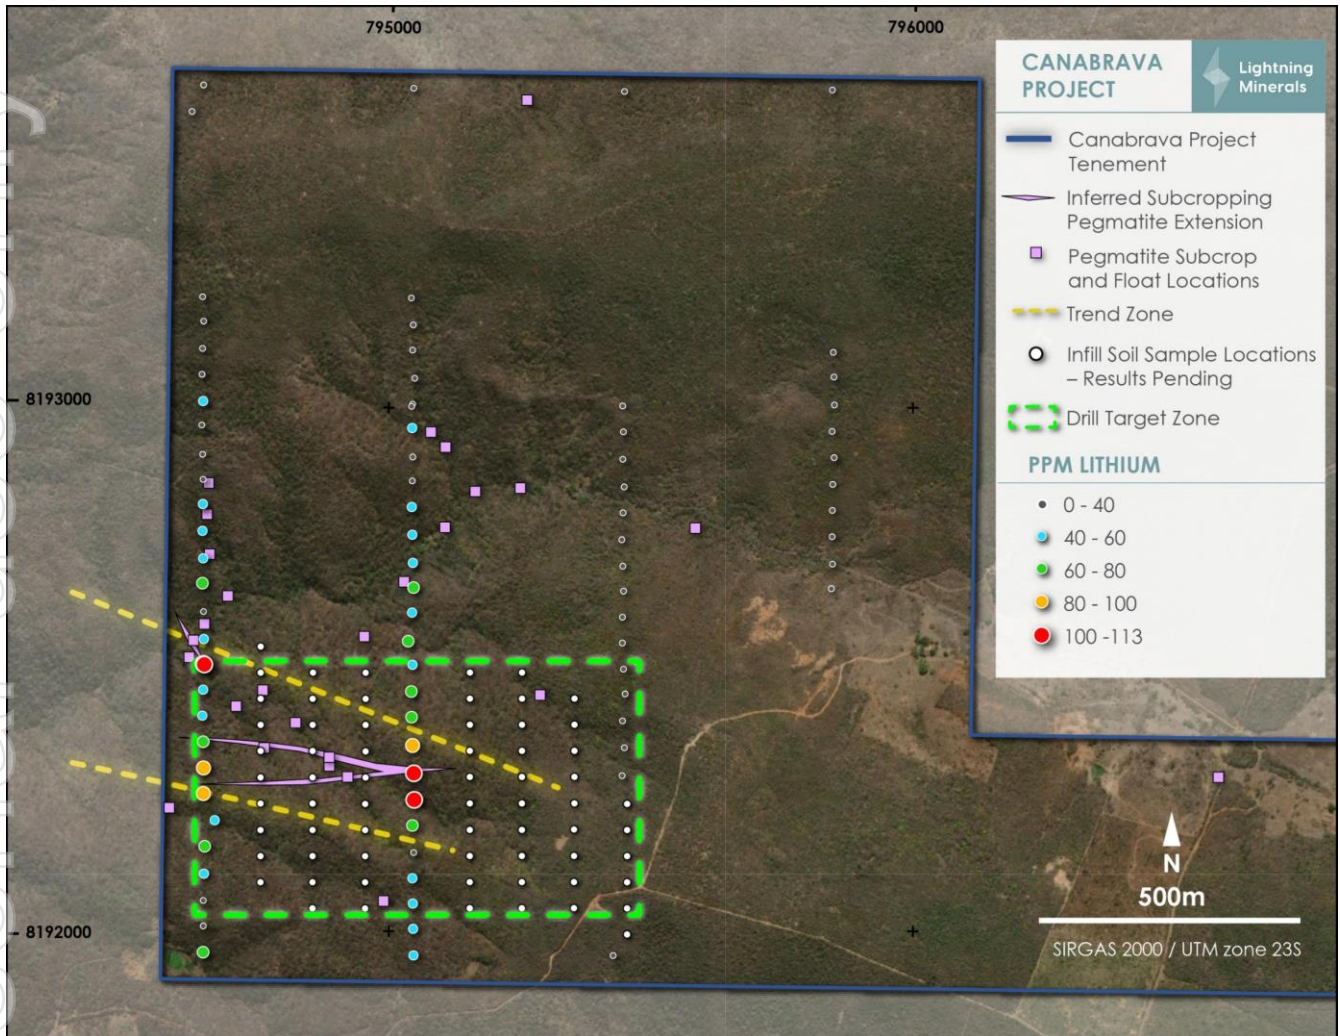 795000
796000
CANABRAVA
PROJECT
Lightning
Minerals
Canabrava Project
Tenement
Inferred Subcropping
Pegmatite Extension
Pegmatite Subcrop
and Float Locations
Trend Zone
Infill Soil Sample Locations
– Results Pending
Drill Target Zone
PPM LITHIUM
0 - 40
40 - 60
60 - 80
80 - 100
100 -113
8193000
8192000
N
500m
SIRGAS 2000 / UTM zone 23S